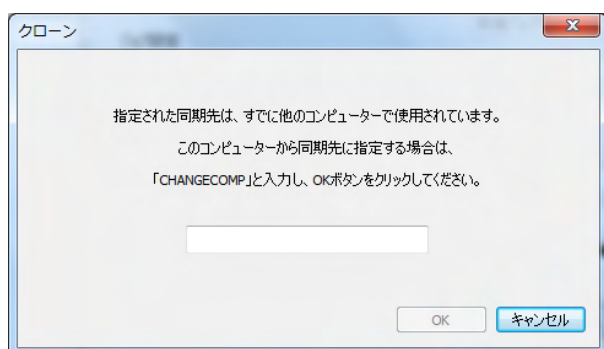 クローン
指定された同期先は、すでに他のコンピューターで使用されています。
このコンピューターから同期先に指定する場合は、
「CHANGECOMP」と入力し、OKボタンをクリックしてください。
OK
キャンセル